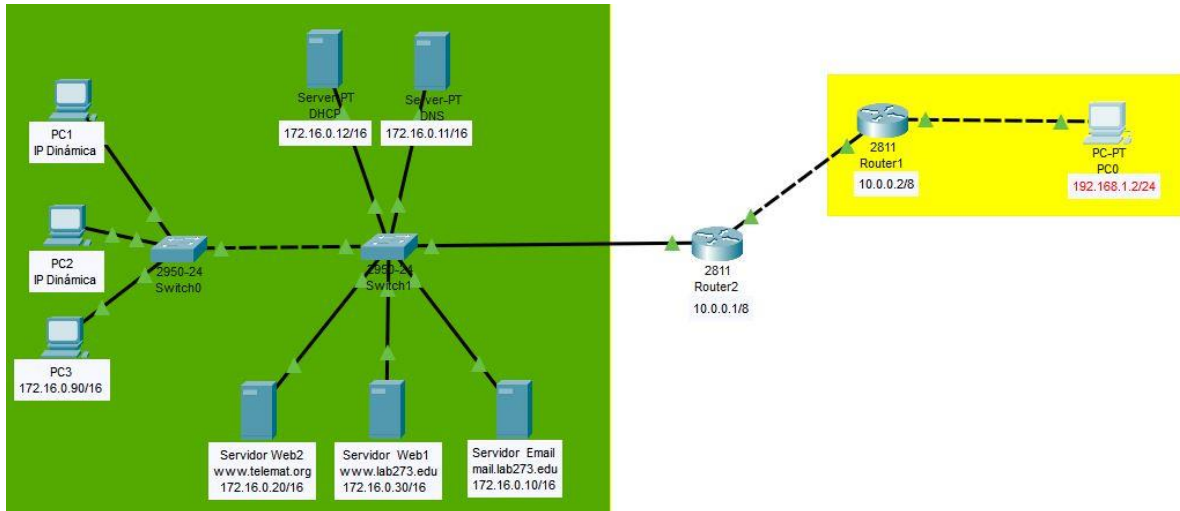 PC1
IP Dinámica
PC2
IP Dinámica
PC3
172.16.0.90/16
2950-24
Switch0
Server-PT
DHCP
172.16.0.12/16
Server-PT
DNS
172.16.0.11/16
2950-24
Switch1
Servidor Web2
www.telemat.org
172.16.0.20/16
Servidor Web1
www.lab273.edu
172.16.0.30/16
Servidor Email
mail.lab273.edu
172.16.0.10/16
2811
Router2
10.0.0.1/8
2811
Router1
10.0.0.2/8
PC-PT
PC0
192.168.1.2/24